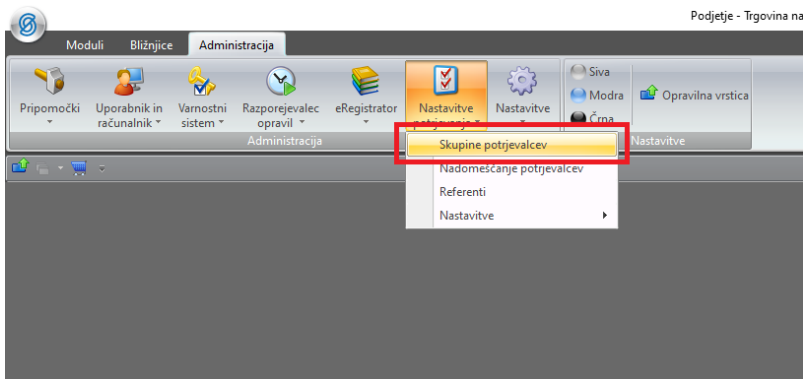 Podjetje - Trgovina na
Moduli Bližnjice Administracija
Pripomočki
Uporabnik in
računalnik
Varnostni
sistem
Razporejevalec
opravil
eRegistrator
Nastavitve
potrjevanja
Nastavitve
Siva
Modra
Črna
Opravilna vrstica
Administracija
Nastavitve
Skupine potrjevalcev
Nadomeščanje potrjevalcev
Referenti
Nastavitve